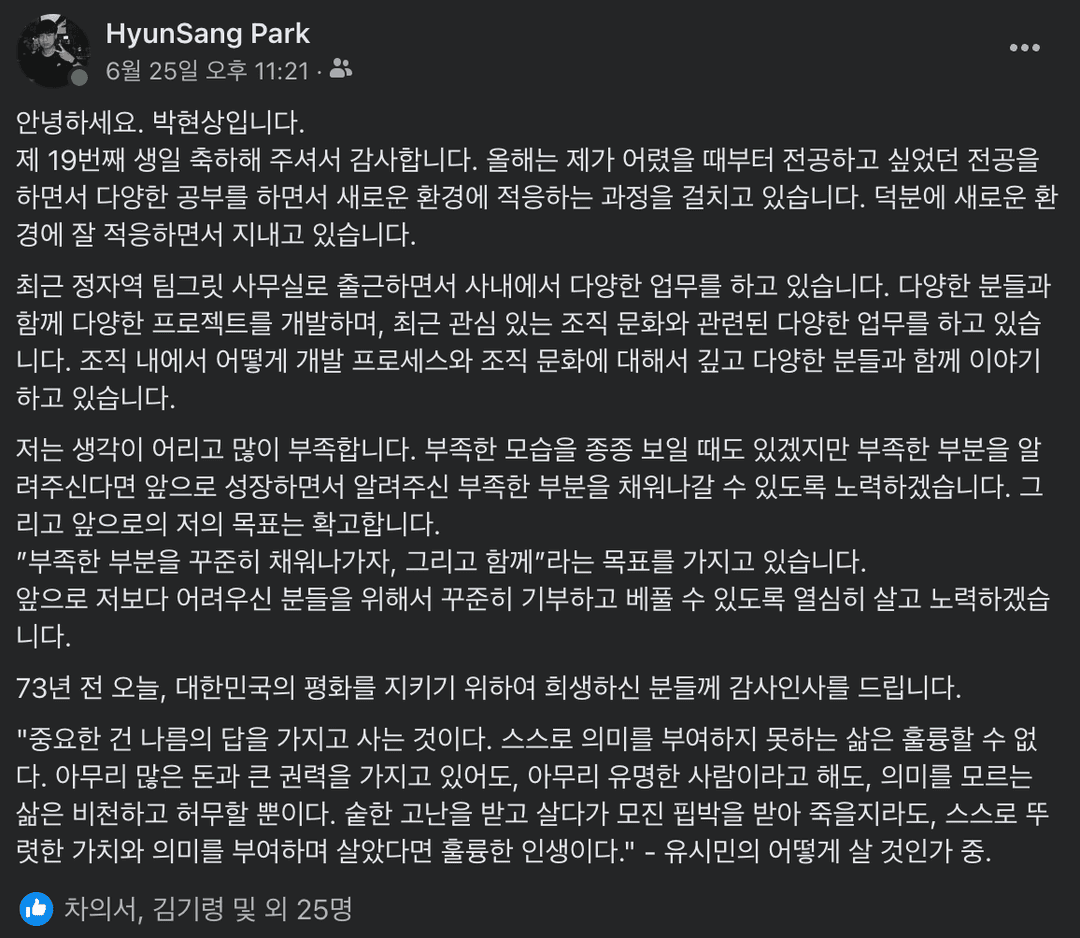 HyunSang Park
6월 25일 오후 11:21 ·
안녕하세요. 박현상입니다.
제 19번째 생일 축하해 주셔서 감사합니다. 올해는 제가 어렸을 때부터 전공하고 싶었던 전공을
하면서 다양한 공부를 하면서 새로운 환경에 적응하는 과정을 걸치고 있습니다. 덕분에 새로운 환
경에 잘 적응하면서 지내고 있습니다.
최근 정자역 팀그릿 사무실로 출근하면서 사내에서 다양한 업무를 하고 있습니다. 다양한 분들과
함께 다양한 프로젝트를 개발하며, 최근 관심 있는 조직 문화와 관련된 다양한 업무를 하고 있습
니다. 조직 내에서 어떻게 개발 프로세스와 조직 문화에 대해서 깊고 다양한 분들과 함께 이야기
하고 있습니다.
저는 생각이 어리고 많이 부족합니다. 부족한 모습을 종종 보일 때도 있겠지만 부족한 부분을 알
려주신다면 앞으로 성장하면서 알려주신 부족한 부분을 채워나갈 수 있도록 노력하겠습니다. 그
리고 앞으로의 저의 목표는 확고합니다.
”부족한 부분을 꾸준히 채워나가자, 그리고 함께”라는 목표를 가지고 있습니다.
앞으로 저보다 어려우신 분들을 위해서 꾸준히 기부하고 베풀 수 있도록 열심히 살고 노력하겠습
니다.
73년 전 오늘, 대한민국의 평화를 지키기 위하여 희생하신 분들께 감사인사를 드립니다.
"중요한 건 나름의 답을 가지고 사는 것이다. 스스로 의미를 부여하지 못하는 삶은 훌륭할 수 없
다. 아무리 많은 돈과 큰 권력을 가지고 있어도, 아무리 유명한 사람이라고 해도, 의미를 모르는
삶은 비천하고 허무할 뿐이다. 숱한 고난을 받고 살다가 모진 핍박을 받아 죽을지라도, 스스로 뚜
렷한 가치와 의미를 부여하며 살았다면 훌륭한 인생이다." - 유시민의 어떻게 살 것인가 중.
차의서, 김기령 및 외 25명